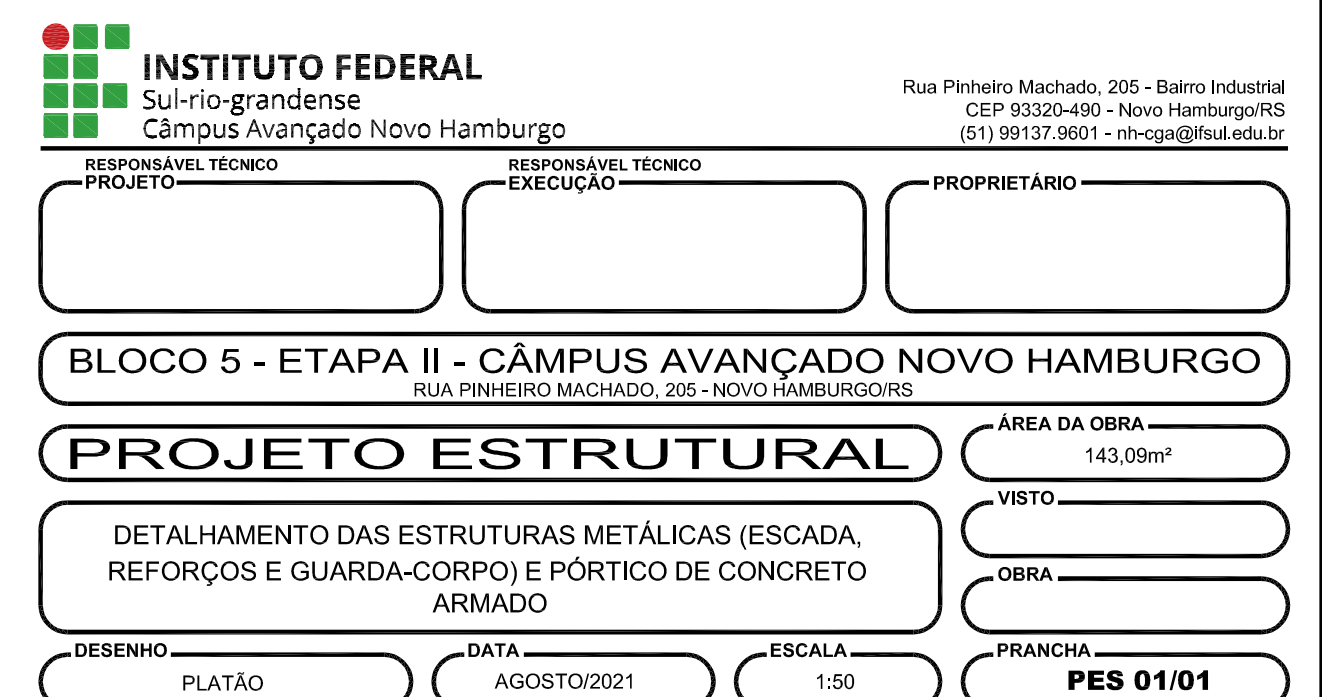 INSTITUTO FEDERAL
Sul-rio-grandense
Câmpus Avançado Novo Hamburgo
Rua Pinheiro Machado, 205 - Bairro Industrial
CEP 93320-490 - Novo Hamburgo/RS
(51) 99137.9601 - nh-cga@ifsul.edu.br
RESPONSÁVEL TÉCNICO
PROJETO
RESPONSÁVEL TÉCNICO
EXECUÇÃO
PROPRIETÁRIO
BLOCO 5 - ETAPA II - CÂMPUS AVANÇADO NOVO HAMBURGO
RUA PINHEIRO MACHADO, 205 - NOVO HAMBURGO/RS
PROJETO ESTRUTURAL
ÁREA DA OBRA
143,09m²
VISTO
DETALHAMENTO DAS ESTRUTURAS METÁLICAS (ESCADA,
REFORÇOS E GUARDA-CORPO) E PÓRTICO DE CONCRETO
ARMADO
OBRA
DESENHO
PLATÃO
DATA
AGOSTO/2021
ESCALA
1:50
PRANCHA
PES 01/01